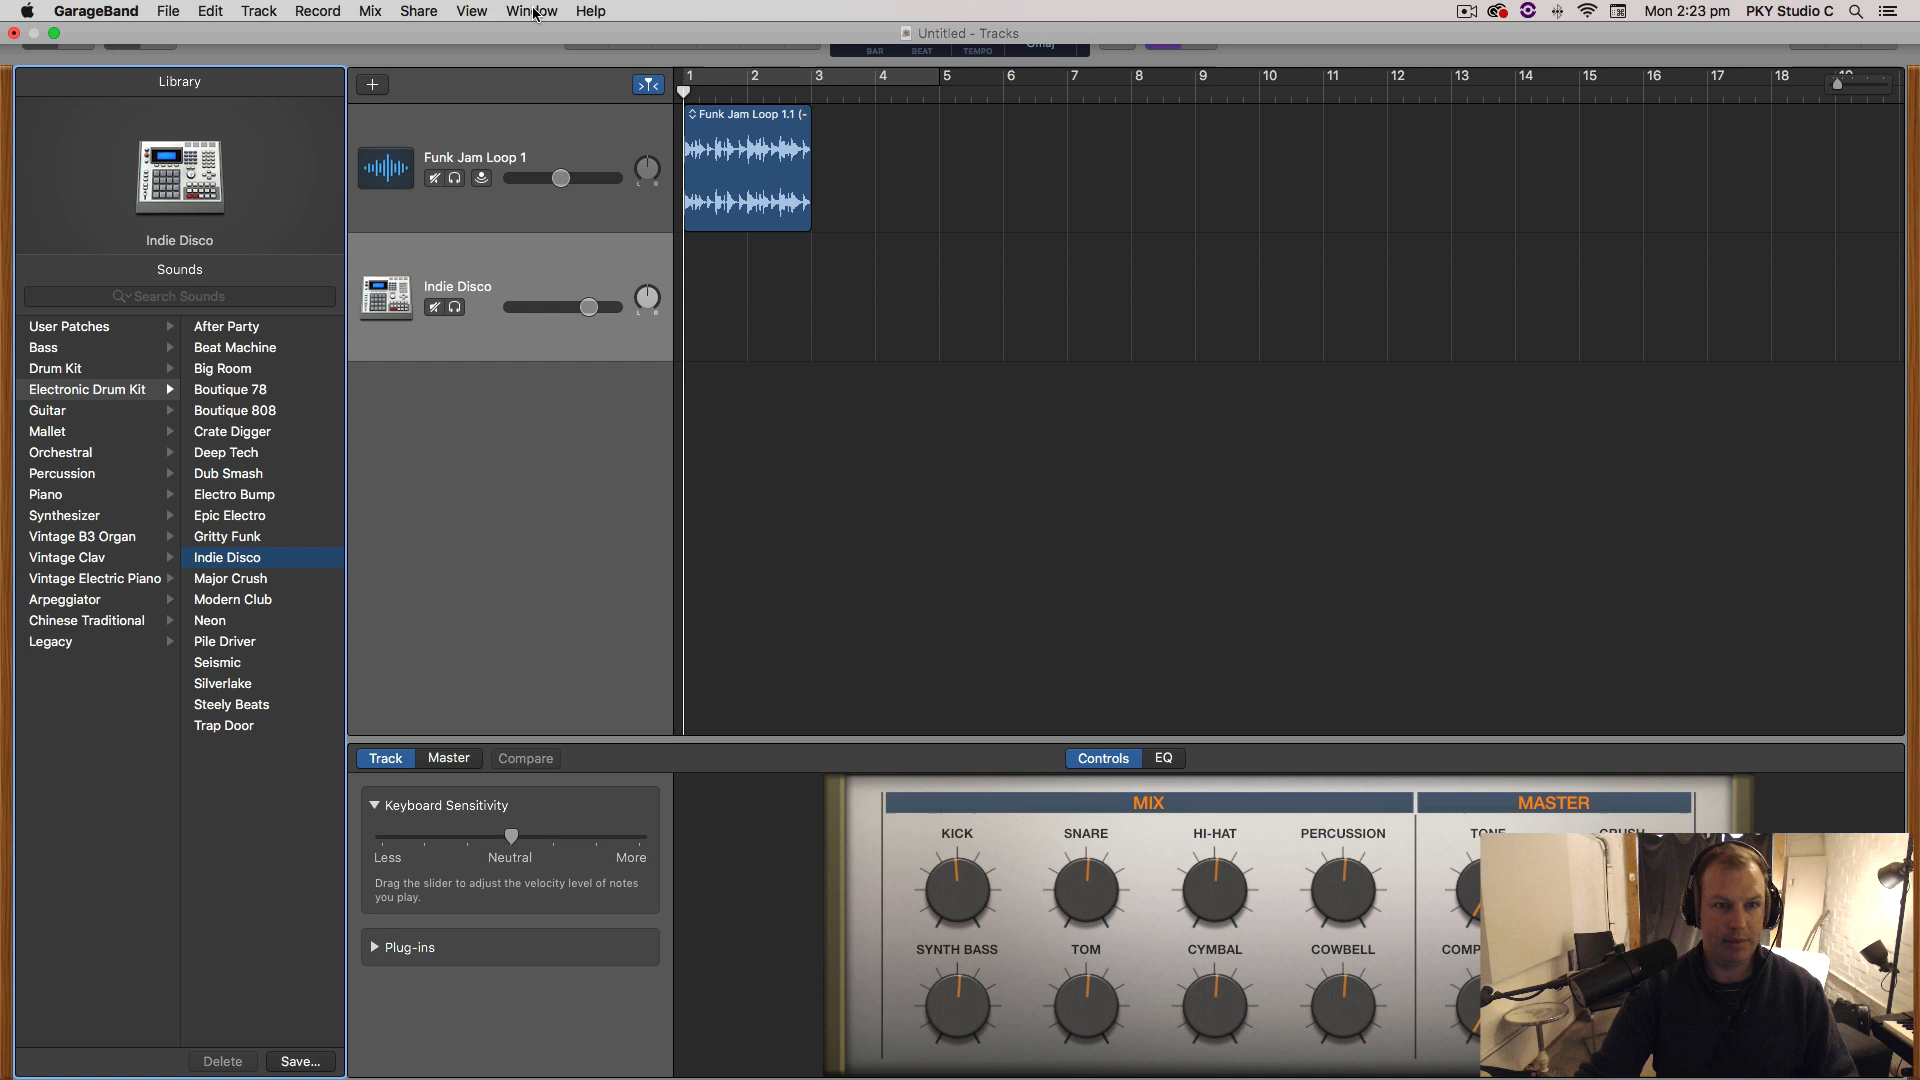 GarageBand File Edit Track Record Mix Share View Window Help Mon 2:23 pm PKY Studio C
Untitled - Tracks
BAR BEAT TEMPO Cmaj
Library
1 2 3 4 5 6 7 8 9 10 11 12 13 14 15 16 17 18 19
Funk Jam Loop 1.1 (-
Funk Jam Loop 1
L R
Indie Disco
Sounds
Search Sounds
Indie Disco
L R
User Patches After Party
Bass Beat Machine
Drum Kit Big Room
Electronic Drum Kit Boutique 78
Guitar Boutique 808
Mallet Crate Digger
Orchestral Deep Tech
Percussion Dub Smash
Piano Electro Bump
Synthesizer Epic Electro
Vintage B3 Organ Gritty Funk
Vintage Clav Indie Disco
Vintage Electric Piano Major Crush
Arpeggiator Modern Club
Chinese Traditional Neon
Legacy Pile Driver
Seismic
Silverlake
Steely Beats
Trap Door
Delete Save...
Track Master Compare Controls EQ
Keyboard Sensitivity
Less Neutral More
Drag the slider to adjust the velocity level of notes
you play.
Plug-ins
MIX MASTER
KICK SNARE HI-HAT PERCUSSION TONE CRUSH
SYNTH BASS TOM CYMBAL COWBELL COMP